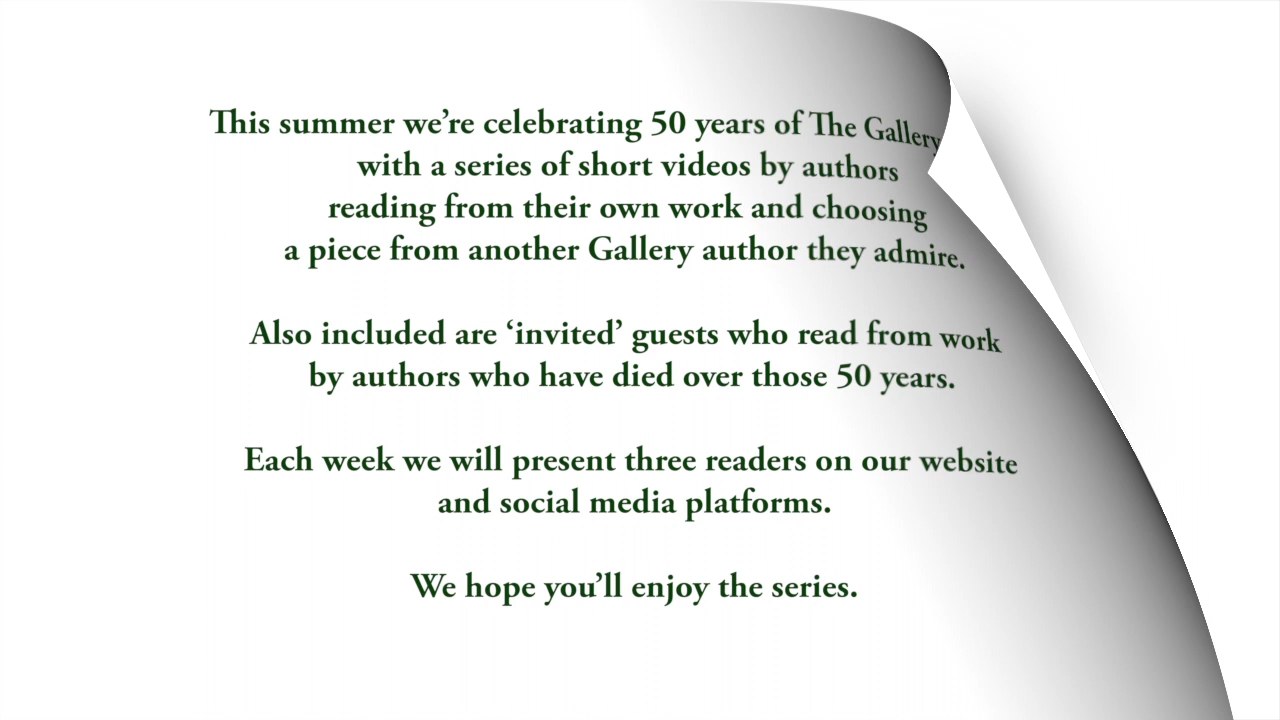 This summer we’re celebrating 50 years of The Gallery
with a series of short videos by authors
reading from their own work and choosing
a piece from another Gallery author they admire.
Also included are ‘invited’ guests who read from work
by authors who have died over those 50 years.
Each week we will present three readers on our website
and social media platforms.
We hope you’ll enjoy the series.